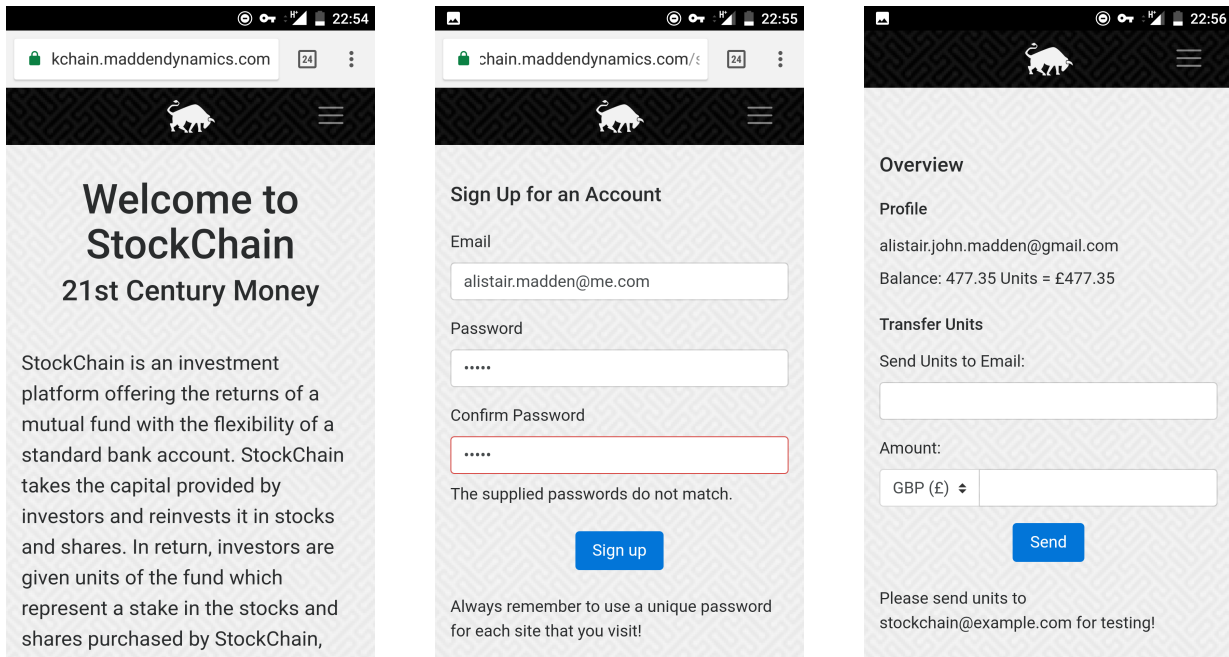 22:54
kchain.maddendynamics.com
24
Welcome to
StockChain
21st Century Money
StockChain is an investment
platform offering the returns of a
mutual fund with the flexibility of a
standard bank account. StockChain
takes the capital provided by
investors and reinvests it in stocks
and shares. In return, investors are
given units of the fund which
represent a stake in the stocks and
shares purchased by StockChain,
22:55
chain.maddendynamics.com/s
24
Sign Up for an Account
Email
alistair.madden@me.com
Password
•••••
Confirm Password
•••••
The supplied passwords do not match.
Sign up
Always remember to use a unique password
for each site that you visit!
22:56
Overview
Profile
alistair.john.madden@gmail.com
Balance: 477.35 Units = £477.35
Transfer Units
Send Units to Email:
Amount:
GBP (£)
Send
Please send units to
stockchain@example.com for testing!